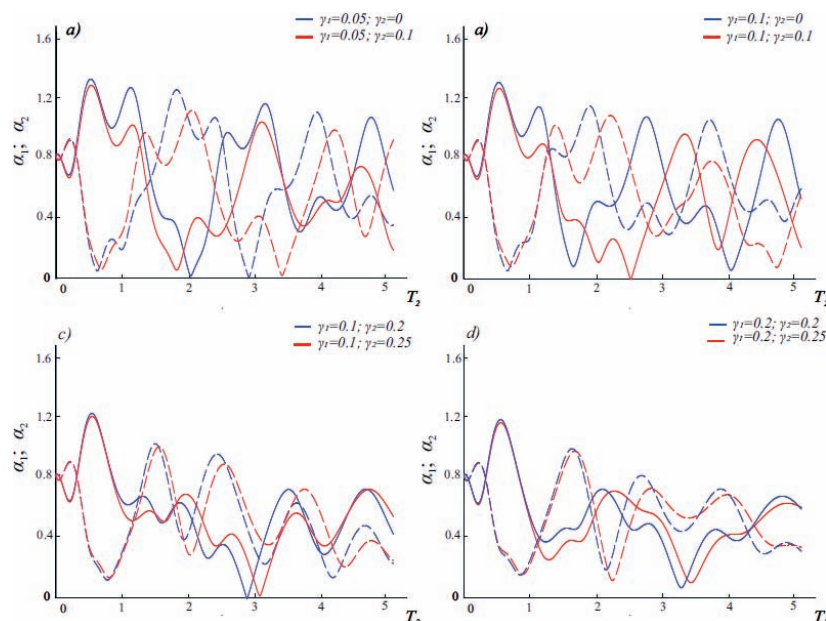 a)
γ₁=0.05; γ₂=0
γ₁=0.05; γ₂=0.1
1.6
1.2
0.8
0.4
0
α₁; α₂
0 1 2 3 4 5
T₂
a)
γ₁=0.1; γ₂=0
γ₁=0.1; γ₂=0.1
1.6
1.2
0.8
0.4
0
α₁; α₂
0 1 2 3 4 5
T₂
c)
γ₁=0.1; γ₂=0.2
γ₁=0.1; γ₂=0.25
1.6
1.2
0.8
0.4
0
α₁; α₂
0 1 2 3 4 5
d)
γ₁=0.2; γ₂=0.2
γ₁=0.2; γ₂=0.25
1.6
1.2
0.8
0.4
0
α₁; α₂
0 1 2 3 4 5